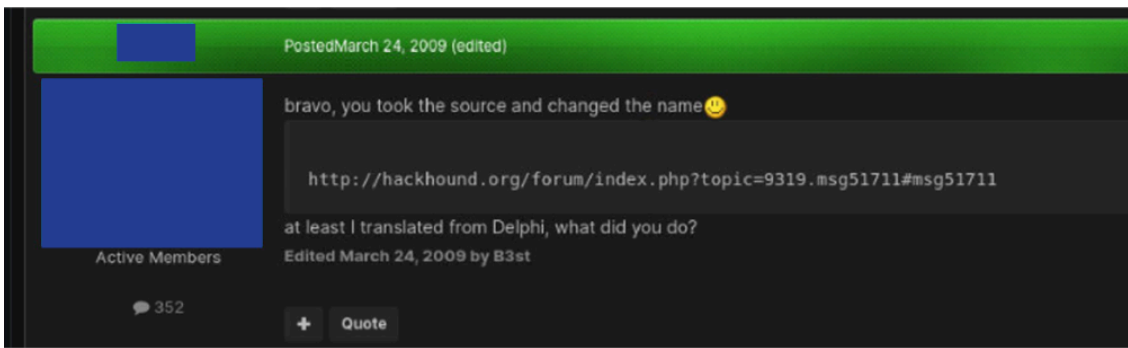 PostedMarch 24, 2009 (edited)
bravo, you took the source and changed the name
http://hackhound.org/forum/index.php?topic=9319.msg51711#msg51711
at least I translated from Delphi, what did you do?
Active Members
Edited March 24, 2009 by B3st
352
+ Quote